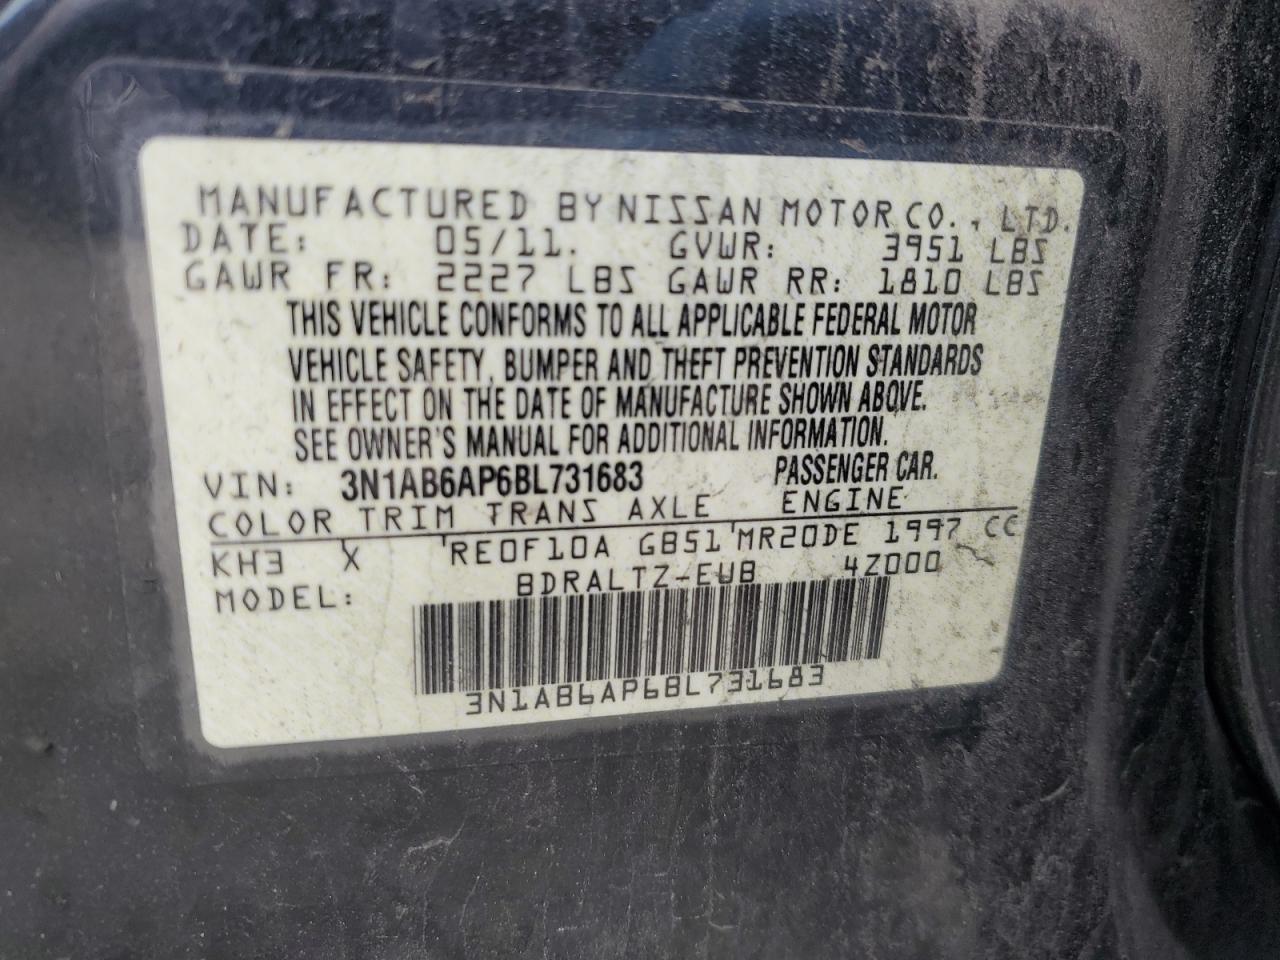 MANUFACTURED BY NISSAN MOTOR CO., LTD.
DATE: 05/11. GVWR: 3951 LBS
GAWR FR: 2227 LBS GAWR RR: 1810 LBS
THIS VEHICLE CONFORMS TO ALL APPLICABLE FEDERAL MOTOR
VEHICLE SAFETY, BUMPER AND THEFT PREVENTION STANDARDS
IN EFFECT ON THE DATE OF MANUFACTURE SHOWN ABOVE.
SEE OWNER'S MANUAL FOR ADDITIONAL INFORMATION.
VIN: 3N1AB6AP6BL731683 PASSENGER CAR.
COLOR TRIM TRANS AXLE ENGINE
KH3 X RE0F10A GB51 MR20DE 1997 CC
MODEL: BDRALTZ-EUB 4Z000
3N1AB6AP6BL731683